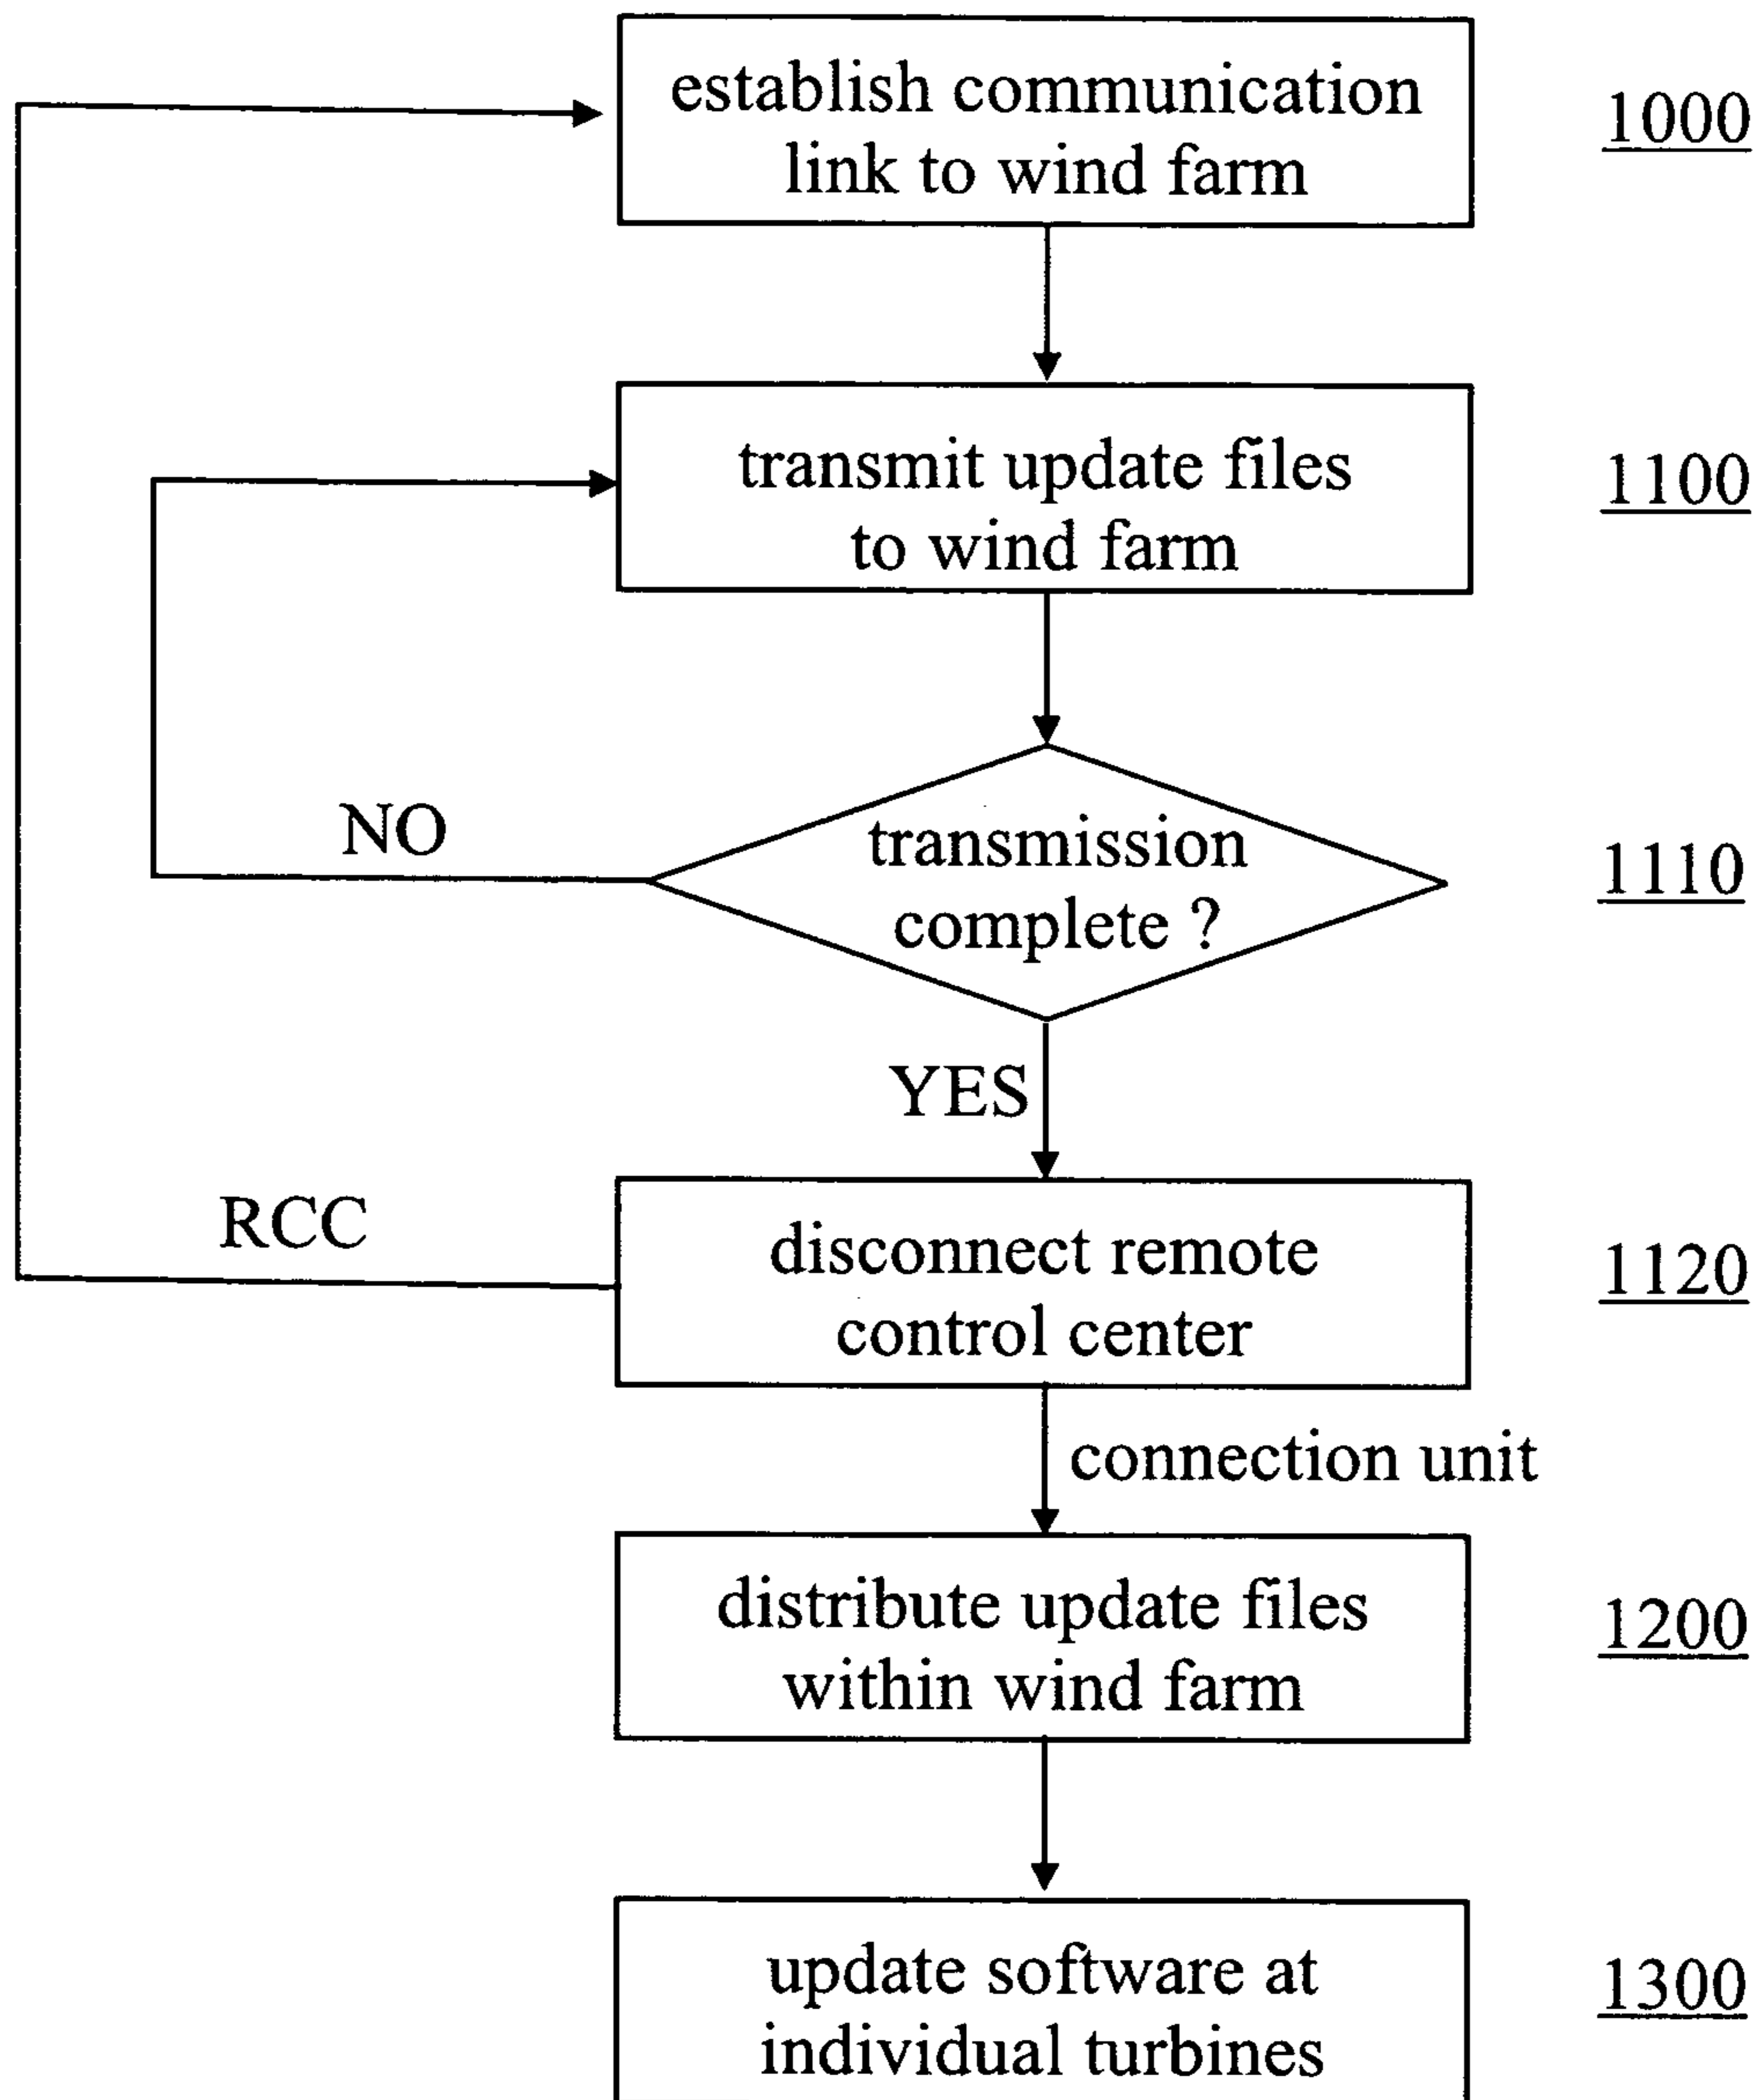 establish communication
link to wind farm
1000
transmit update files
to wind farm
1100
NO
transmission
complete ?
1110
YES
RCC
disconnect remote
control center
1120
connection unit
distribute update files
within wind farm
1200
update software at
individual turbines
1300